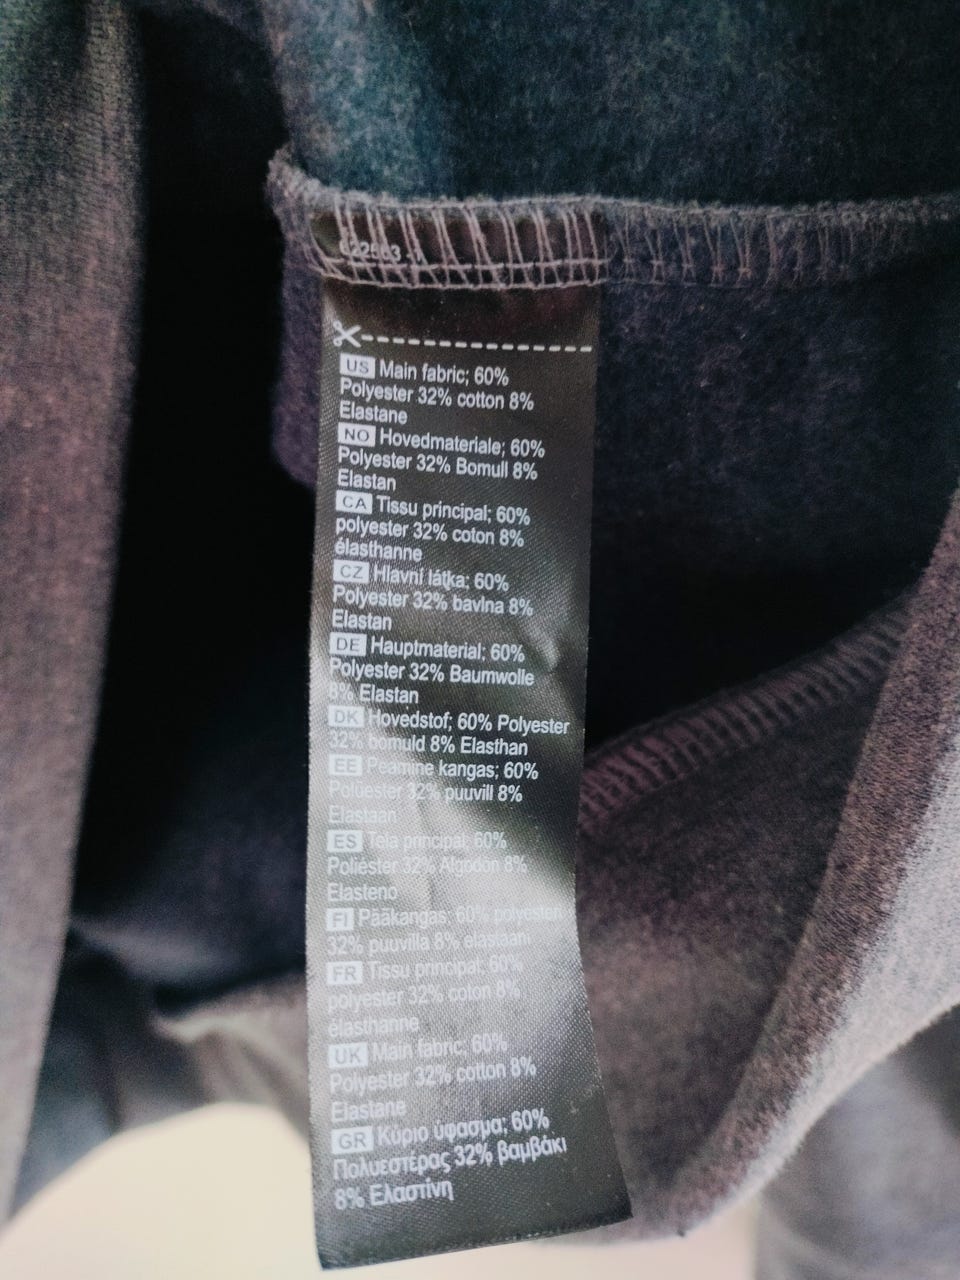 US Main fabric; 60%
Polyester 32% cotton 8%
Elastane
NO Hovedmateriale; 60%
Polyester 32% Bomull 8%
Elastan
CA Tissu principal; 60%
polyester 32% coton 8%
élasthanne
CZ Hlavní látka; 60%
Polyester 32% bavlna 8%
Elastan
DE Hauptmaterial; 60%
Polyester 32% Baumwolle
8% Elastan
DK Hovedstof; 60% Polyester
32% bomuld 8% Elasthan
EE Peamine kangas; 60%
Polüester 32% puuvill 8%
Elastaan
ES Tela principal; 60%
Poliéster 32% Algodon 8%
Elasteno
FI Pääkangas; 60% polyesteri
32% puuvilla 8% elastaani
FR Tissu principal; 60%
polyester 32% coton 8%
élasthanne
UK Main fabric; 60%
Polyester 32% cotton 8%
Elastane
GR Κύριο ύφασμα; 60%
Πολυεστέρας 32% βαμβάκι
8% Ελαστίνη